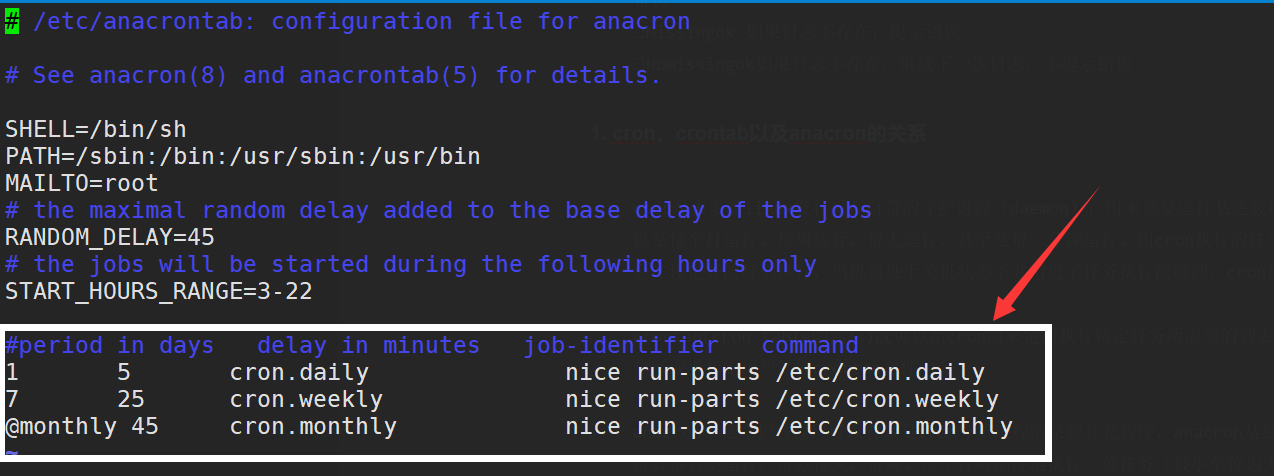 # /etc/anacrontab: configuration file for anacron
# See anacron(8) and anacrontab(5) for details.
SHELL=/bin/sh
PATH=/sbin:/bin:/usr/sbin:/usr/bin
MAILTO=root
1. cron、crontab以及anacron的关系
# the maximal random delay added to the base delay of the jobs
RANDOM_DELAY=45
# the jobs will be started during the following hours only
START_HOURS_RANGE=3-22
#period in days   delay in minutes   job-identifier   command
1       5       cron.daily              nice run-parts /etc/cron.daily
7       25      cron.weekly             nice run-parts /etc/cron.weekly
@monthly 45     cron.monthly            nice run-parts /etc/cron.monthly
~